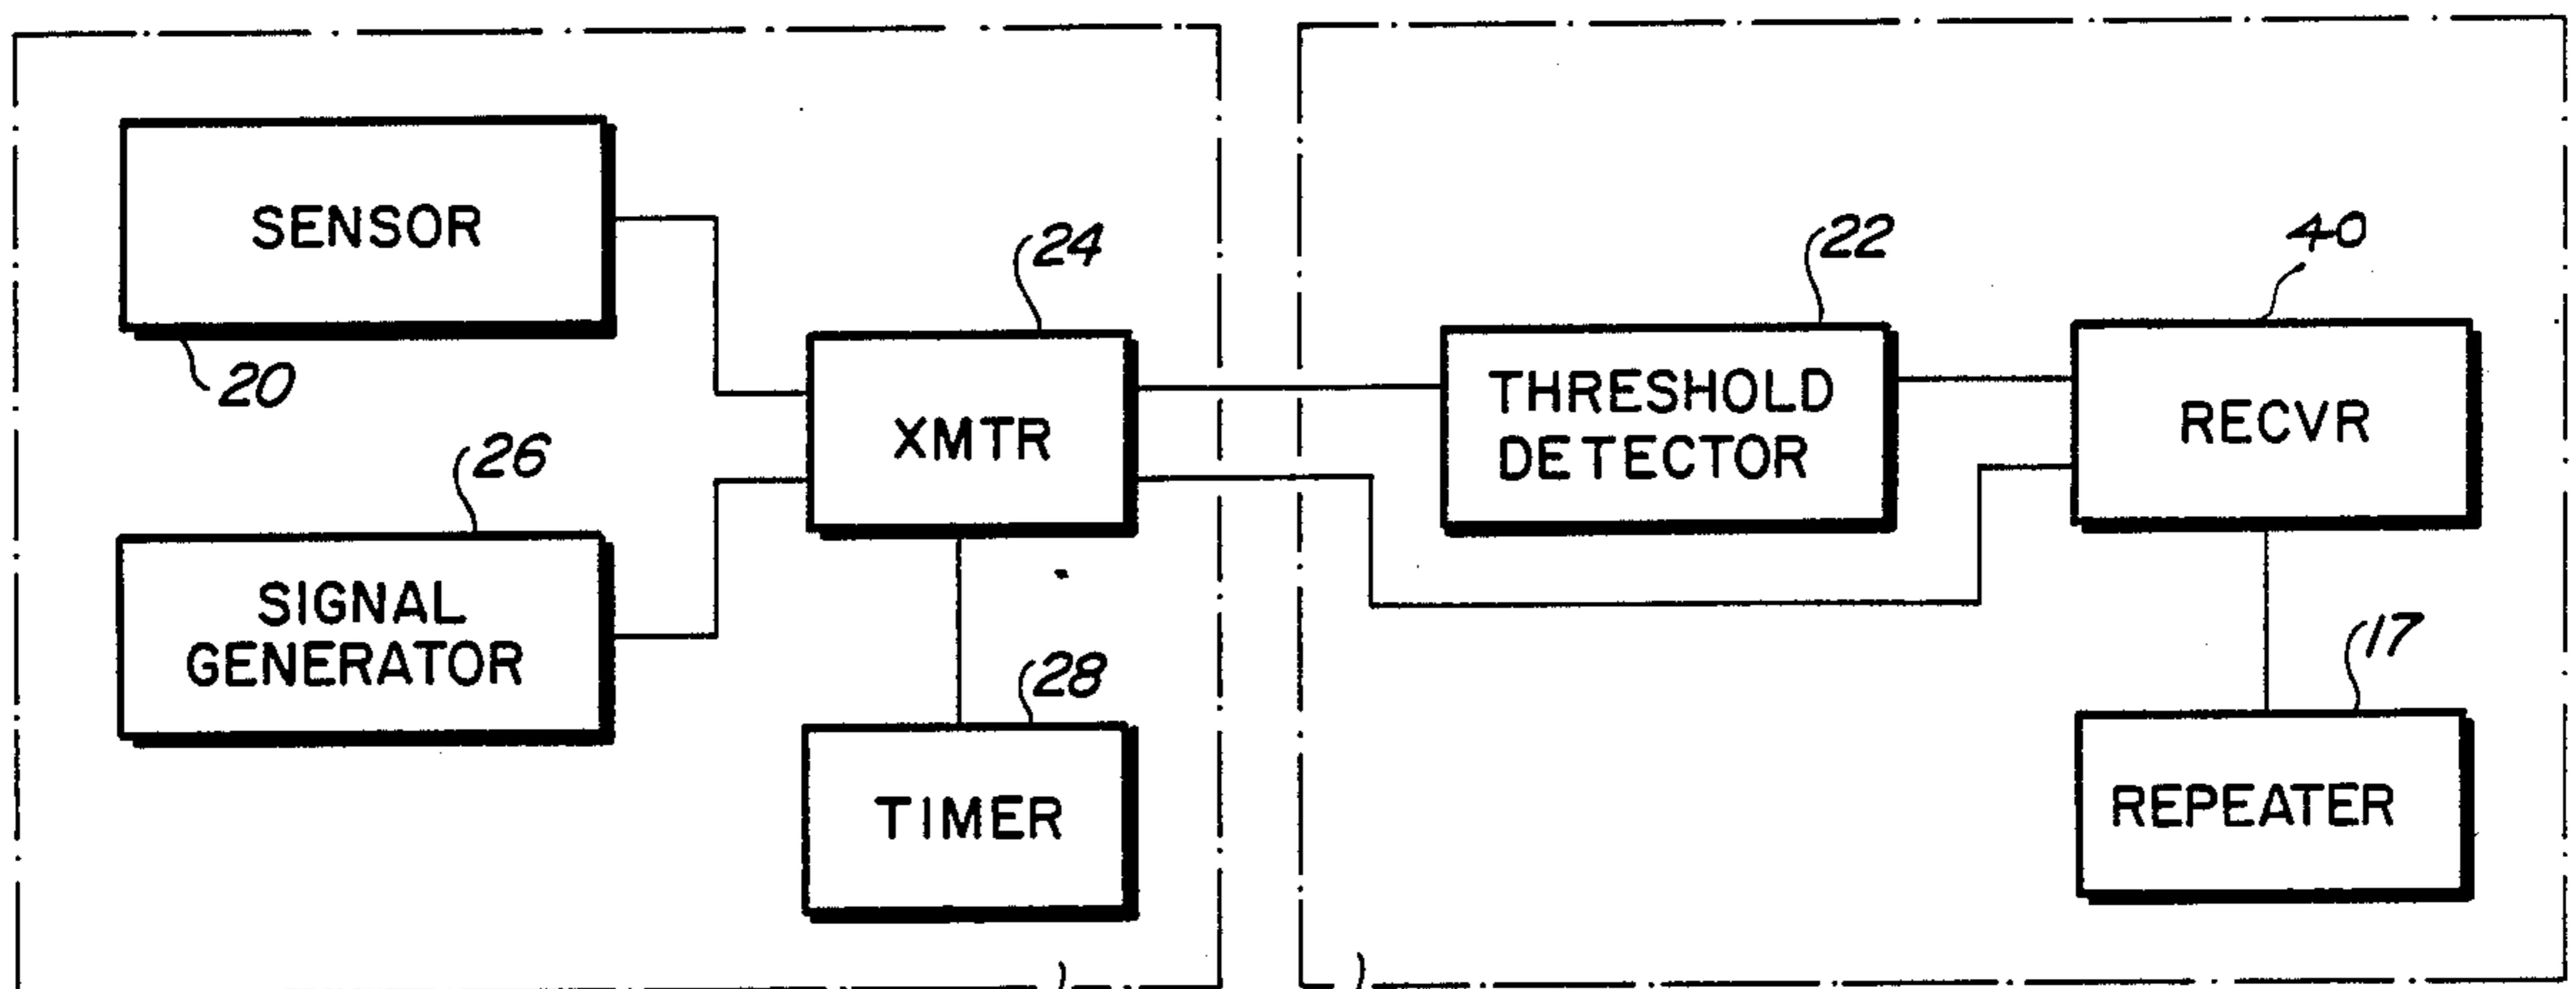 SENSOR
20
24
XMTR
26
SIGNAL
GENERATOR
28
TIMER
22
THRESHOLD
DETECTOR
40
RECVR
17
REPEATER